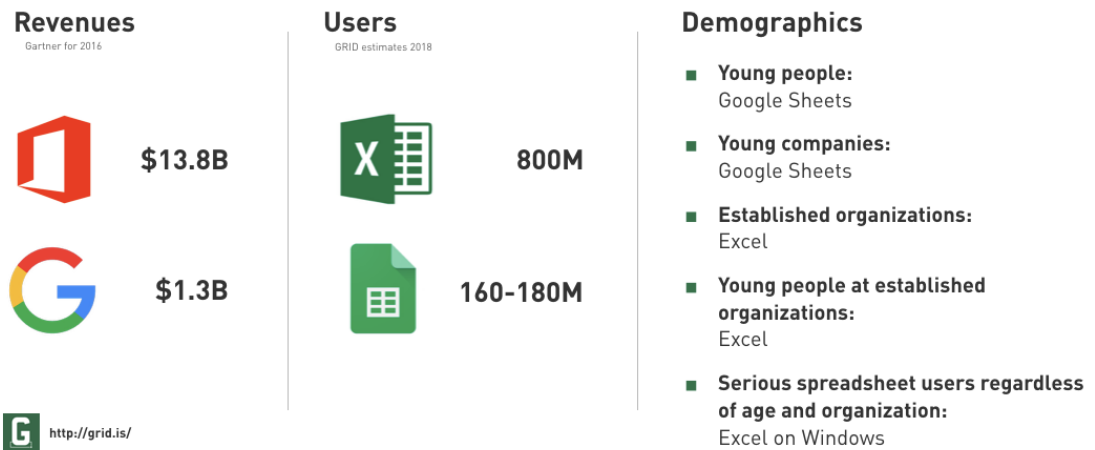 Revenues
Gartner for 2016
$13.8B
$1.3B
Users
GRID estimates 2018
X
800M
160-180M
Demographics
Young people:
Google Sheets
Young companies:
Google Sheets
Established organizations:
Excel
Young people at established
organizations:
Excel
Serious spreadsheet users regardless
of age and organization:
Excel on Windows
G
http://grid.is/